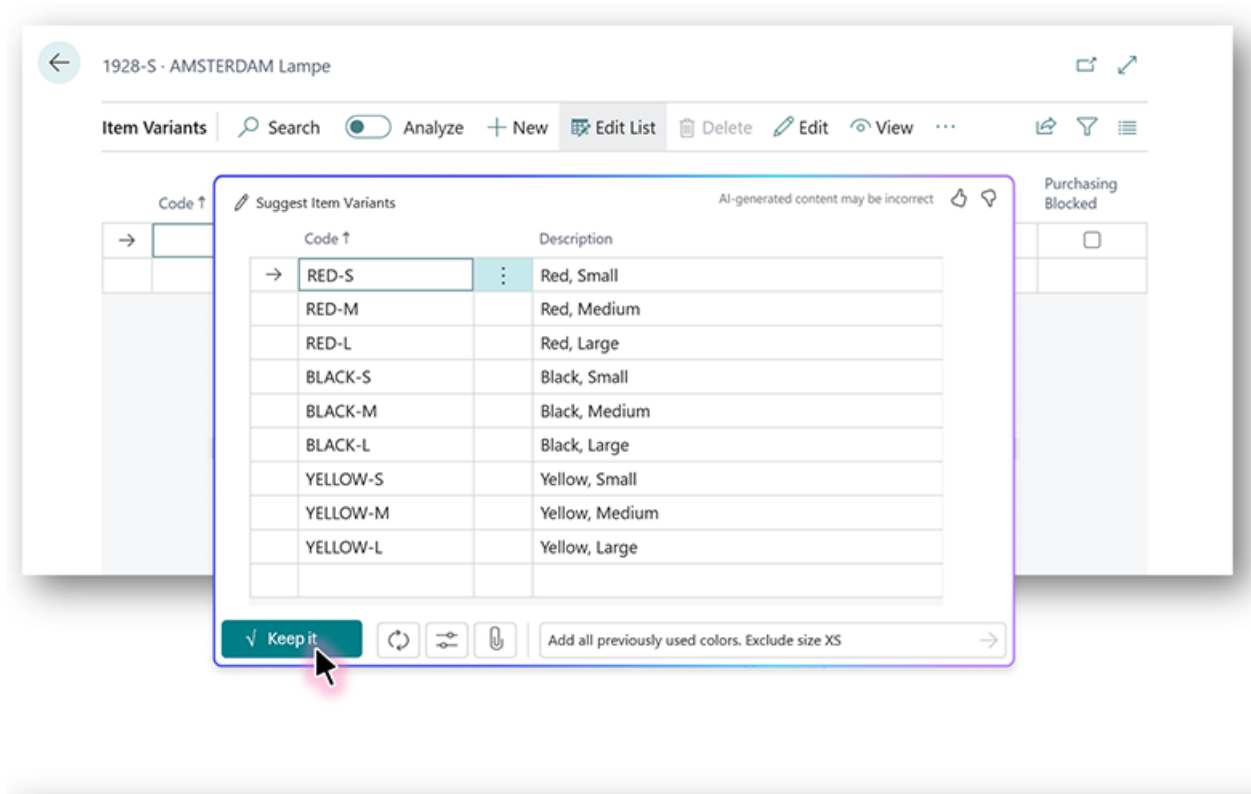 1928-S · AMSTERDAM Lampe
Item Variants Search Analyze New Edit List Delete Edit View
Code Purchasing Blocked
Suggest Item Variants AI-generated content may be incorrect
Code Description
RED-S Red, Small
RED-M Red, Medium
RED-L Red, Large
BLACK-S Black, Small
BLACK-M Black, Medium
BLACK-L Black, Large
YELLOW-S Yellow, Small
YELLOW-M Yellow, Medium
YELLOW-L Yellow, Large
√ Keep it Add all previously used colors. Exclude size XS